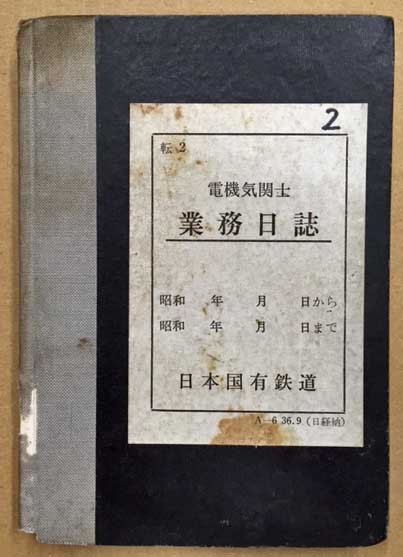 2
転 2
電機気関士
業務日誌
昭和 年 月 日から
昭和 年 月 日まで
日本国有鉄道
A—6 36.9 (日経納)